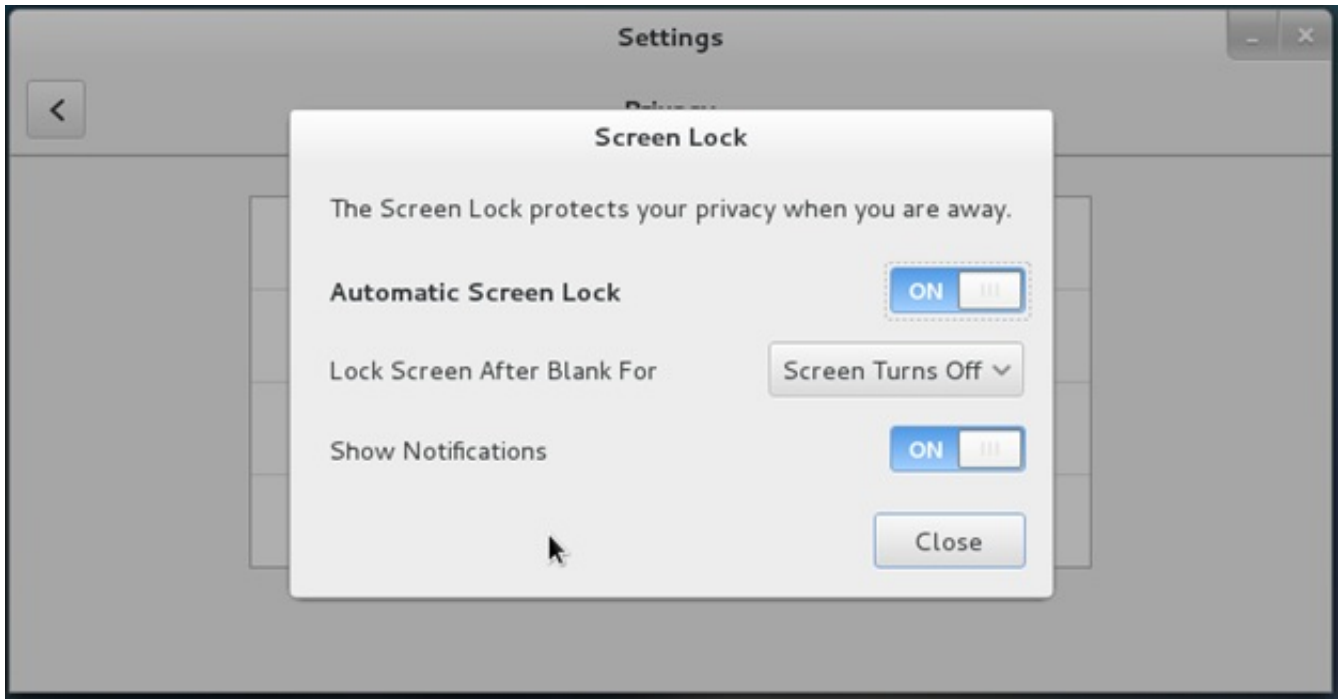 Settings
Privacy
Screen Lock
The Screen Lock protects your privacy when you are away.
Automatic Screen Lock ON
Lock Screen After Blank For Screen Turns Off
Show Notifications ON
Close